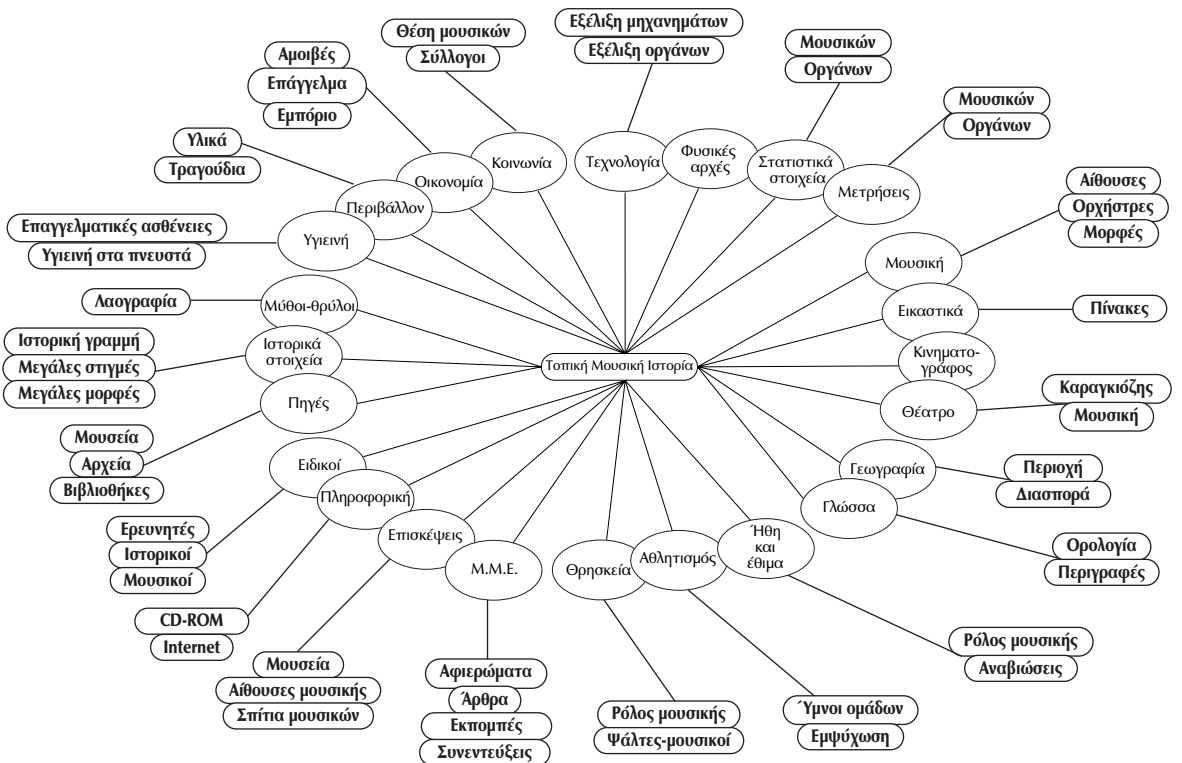 Θέση μουσικών
Σύλλογοι
Εξέλιξη μηχανημάτων
Εξέλιξη οργάνων
Μουσικών
Οργάνων
Αμοιβές
Επάγγελμα
Εμπόριο
Μουσικών
Οργάνων
Υλικά
Τραγούδια
Κοινωνία
Οικονομία
Περιβάλλον
Υγιεινή
Τεχνολογία
Φυσικές
αρχές
Στατιστικά
στοιχεία
Μετρήσεις
Αίθουσες
Ορχήστρες
Μορφές
Επαγγελματικές ασθένειες
Υγιεινή στα πνευστά
Μουσική
Λαογραφία
Μύθοι-θρύλοι
Εικαστικά
Πίνακες
Ιστορική γραμμή
Μεγάλες στιγμές
Μεγάλες μορφές
Ιστορικά
στοιχεία
Τοπική Μουσική Ιστορία
Κινηματο-
γράφος
Πηγές
Θέατρο
Καραγκιόζης
Μουσική
Μουσεία
Αρχεία
Βιβλιοθήκες
Ειδικοί
Πληροφορική
Επισκέψεις
Μ.Μ.Ε.
Θρησκεία
Αθλητισμός
Ήθη
και
έθιμα
Γεωγραφία
Γλώσσα
Περιοχή
Διασπορά
Ερευνητές
Ιστορικοί
Μουσικοί
Ορολογία
Περιγραφές
CD-ROM
Internet
Μουσεία
Αίθουσες μουσικής
Σπίτια μουσικών
Αφιερώματα
Άρθρα
Εκπομπές
Συνεντεύξεις
Ρόλος μουσικής
Ψάλτες-μουσικοί
Ύμνοι ομάδων
Εμψύχωση
Ρόλος μουσικής
Αναβιώσεις